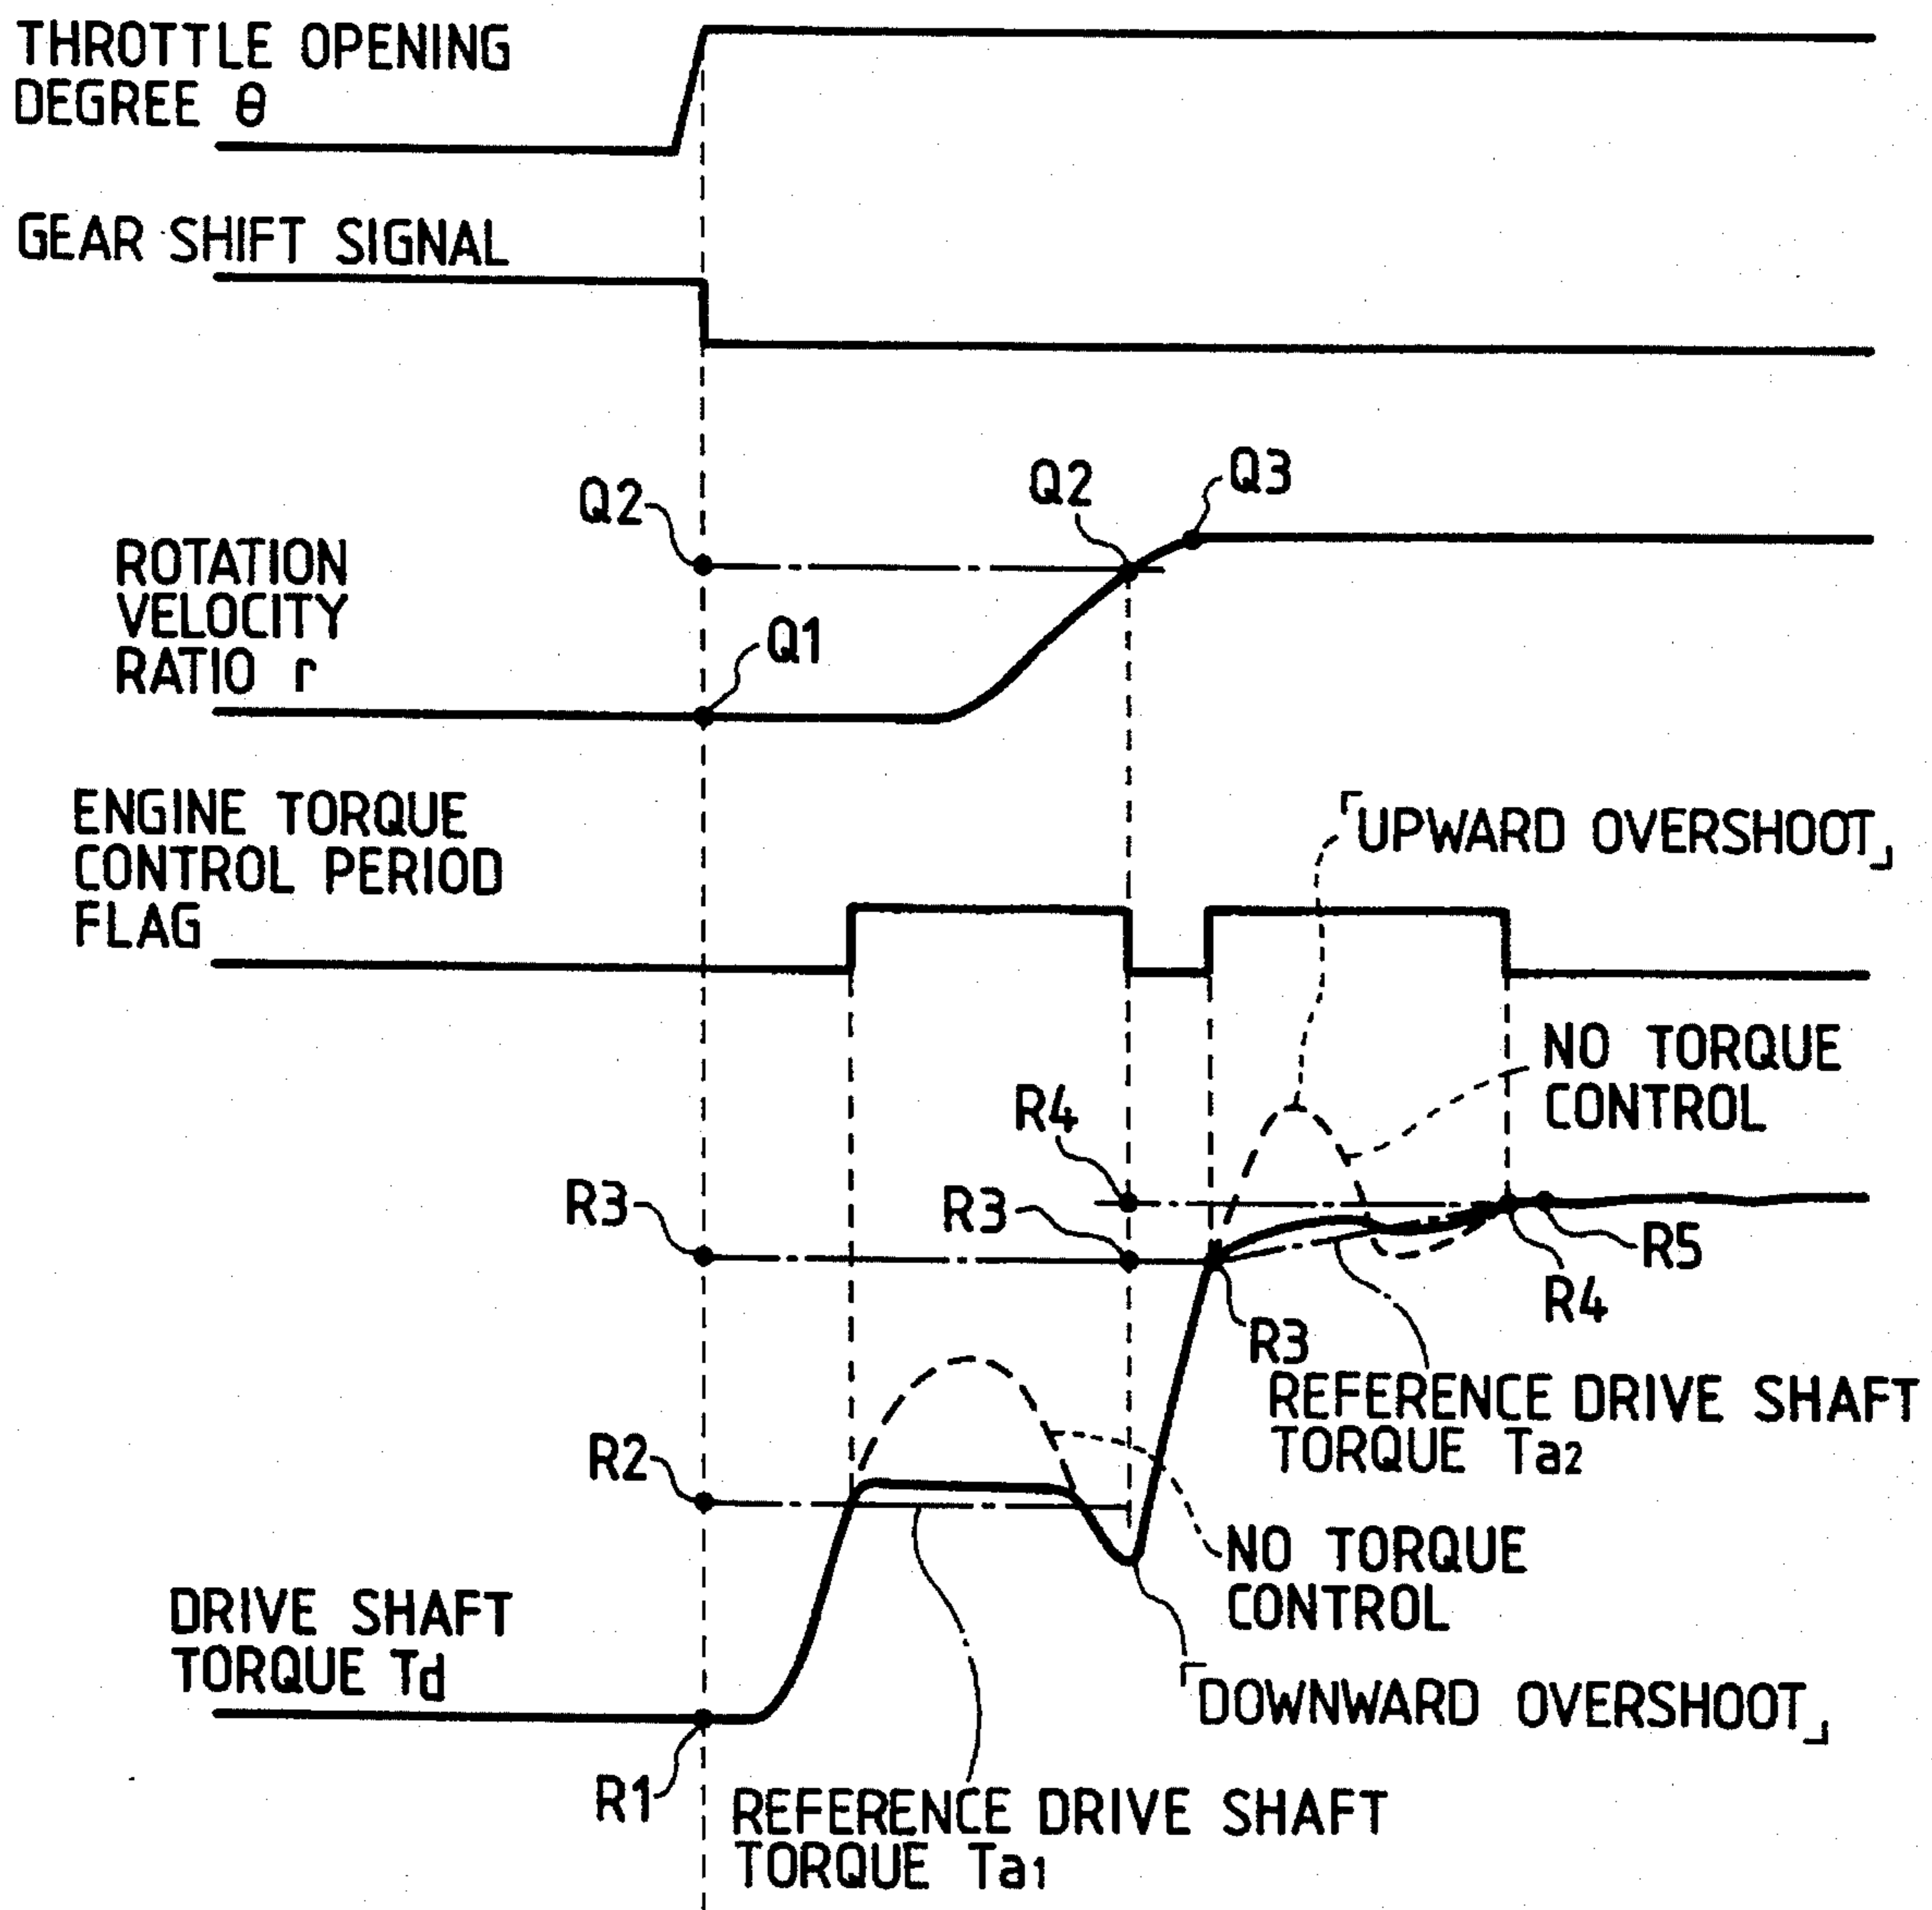 THROTTLE OPENING
DEGREE θ
GEAR SHIFT SIGNAL
Q2
Q2
Q3
ROTATION
VELOCITY
RATIO r
Q1
ENGINE TORQUE
CONTROL PERIOD
FLAG
「UPWARD OVERSHOOT」
NO TORQUE
CONTROL
R4
R3
R3
R5
R4
R3
REFERENCE DRIVE SHAFT
TORQUE Ta2
R2
NO TORQUE
CONTROL
DRIVE SHAFT
TORQUE Td
「DOWNWARD OVERSHOOT」
R1
REFERENCE DRIVE SHAFT
TORQUE Ta1